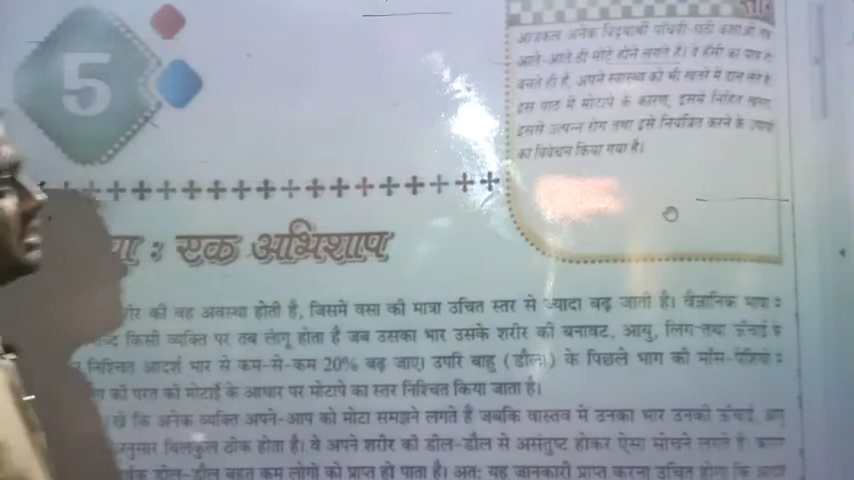 5
आजकल अनेक विद्यार्थी पाँचवीं-छठी कक्षाओं तक
आते-आते ही मोटे होने लगते हैं। वे हँसी का पात्र तो
बनते ही हैं, अपने स्वास्थ्य को भी खतरे में डाल लेते हैं
इस पाठ में मोटापे के कारण, इसमें निहित
इससे उत्पन्न रोग तथा इसे नियंत्रित करने के उपायों
का विवेचन किया गया है।
: एक अभिशाप
की वह अवस्था होती है, जिसमें वसा की मात्रा उचित स्तर से ज्यादा बढ़ जाती है। वैज्ञानिक भाषा
किसी व्यक्ति पर तब लागू होता है जब उसका भार उसके शरीर की बनावट, आयु, लिंग तथा ऊँचाई के
निश्चित आदर्श भार से कम-से-कम 20% बढ़ जाए। उपरि बाहु (डौला) के पिछले भाग की माँस-पेशियों
की परत की मोटाई के आधार पर मोटापे का स्तर निश्चित किया जाता है।
कि अनेक व्यक्ति अपने-आप को मोटा समझने लगते हैं जबकि वास्तव में उनका भार उनकी ऊँचाई, आयु
बिलकुल ठीक होता है। वे अपने शरीर की डील-डौल से असंतुष्ट होकर ऐसा सोचने लगते हैं।
डील-डौल बहुत कम लोगों को प्राप्त हो पाता है। अतः यह जानकारी प्राप्त करना उचित होगा कि